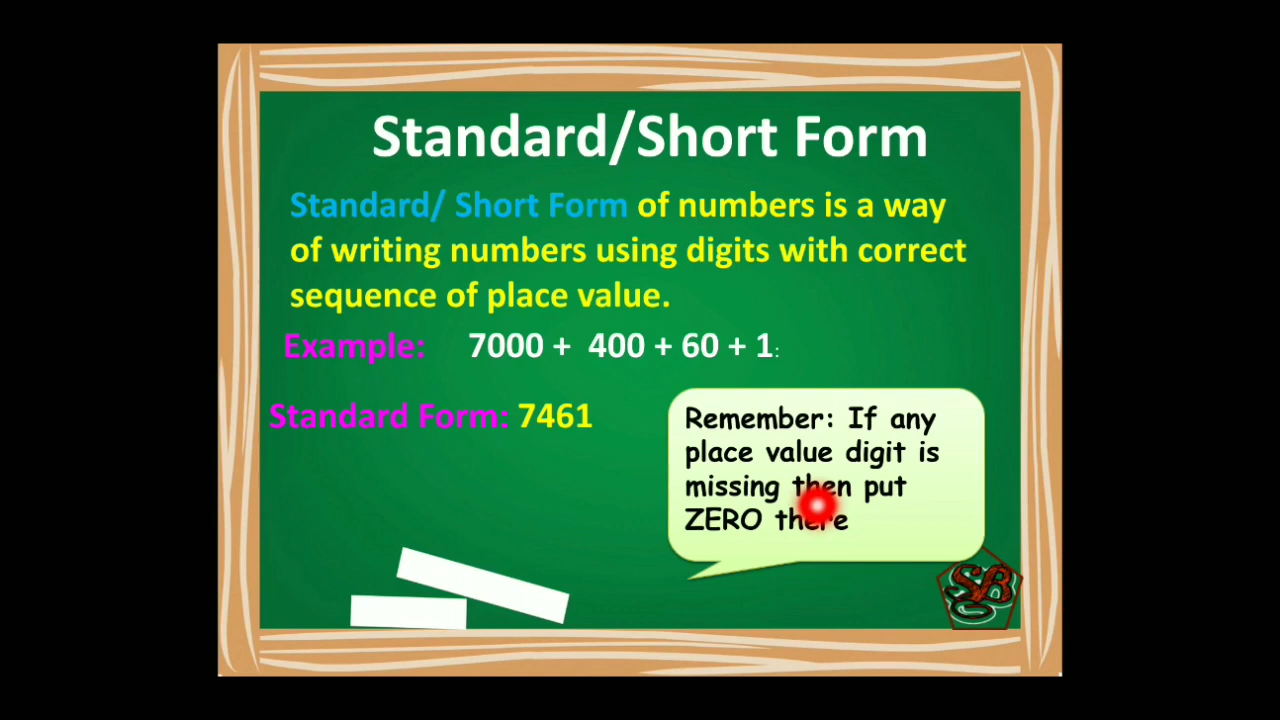 Standard/Short Form
Standard/ Short Form of numbers is a way
of writing numbers using digits with correct
sequence of place value.
Example: 7000 + 400 + 60 + 1:
Standard Form: 7461
Remember: If any
place value digit is
missing then put
ZERO there
SB